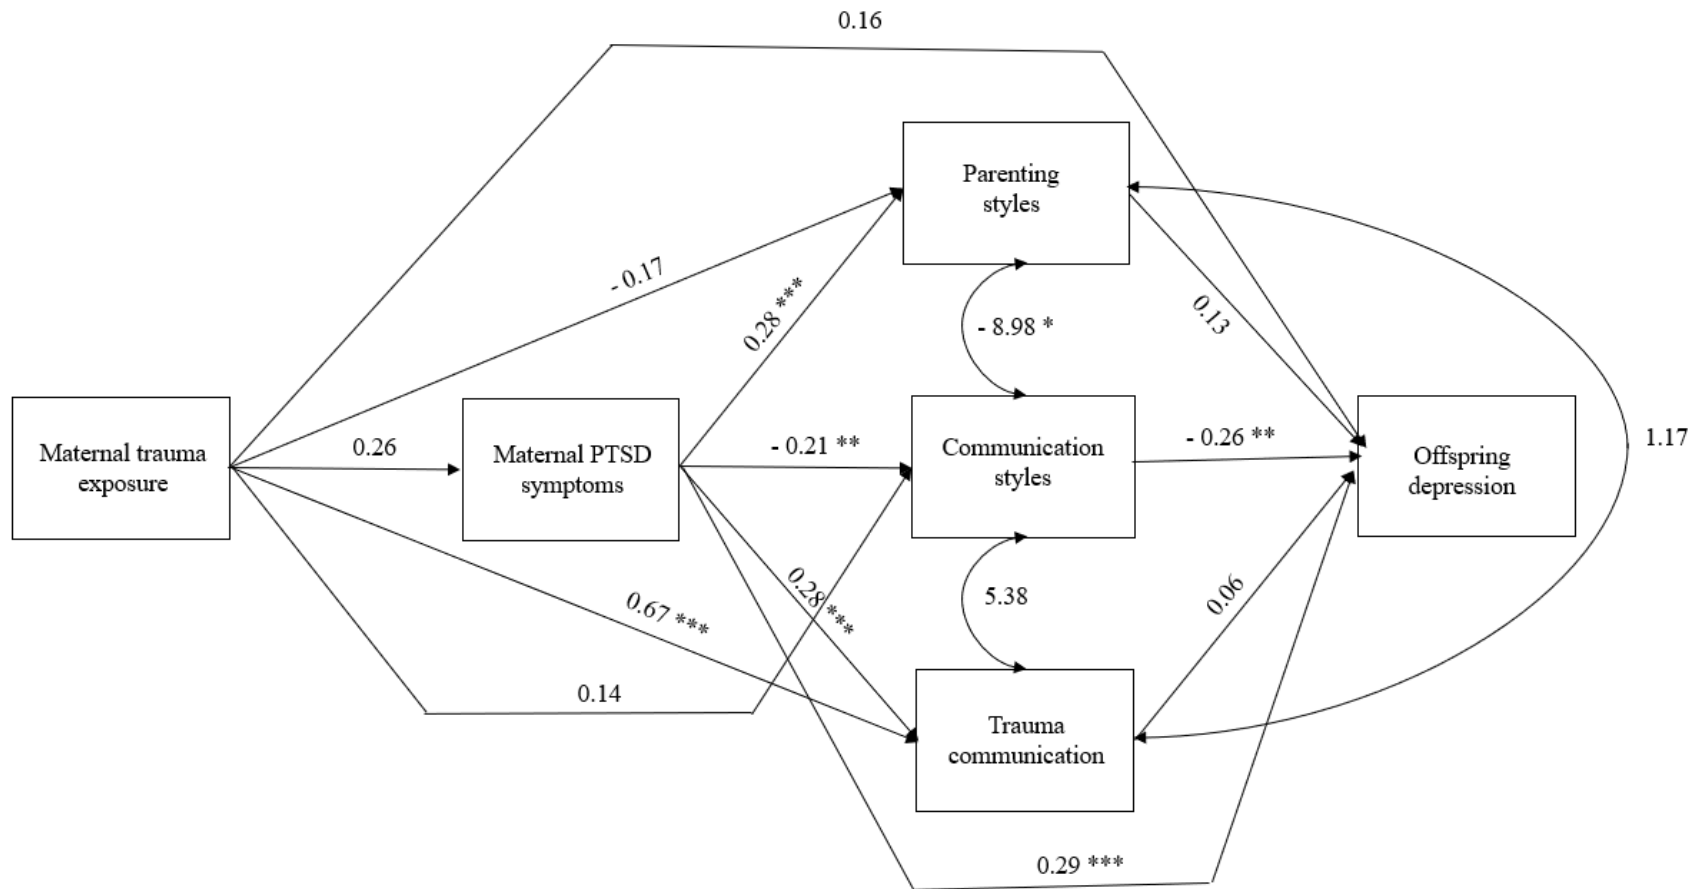 0.16
Parenting
styles
- 0.17
0.28 ***
- 8.98 *
0.13
Maternal trauma
exposure
0.26
Maternal PTSD
symptoms
- 0.21 **
Communication
styles
- 0.26 **
Offspring
depression
1.17
0.67 ***
0.28 ***
5.38
0.06
0.14
Trauma
communication
0.29 ***